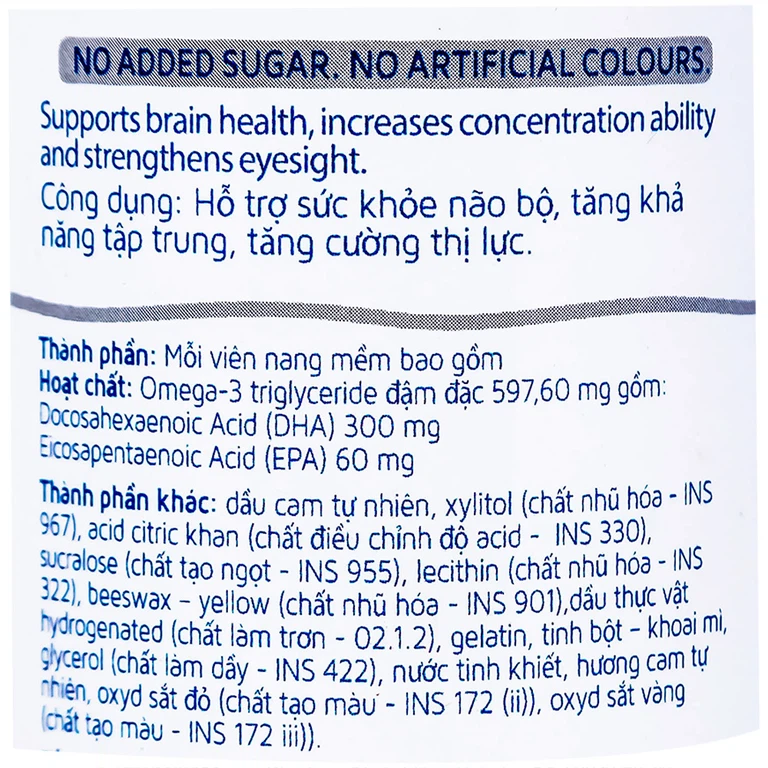 NO ADDED SUGAR. NO ARTIFICIAL COLOURS.
Supports brain health, increases concentration ability
and strengthens eyesight.
Công dụng: Hỗ trợ sức khỏe não bộ, tăng khả
năng tập trung, tăng cường thị lực.
Thành phần: Mỗi viên nang mềm bao gồm
Hoạt chất: Omega-3 triglyceride đậm đặc 597,60 mg gồm:
Docosahexaenoic Acid (DHA) 300 mg
Eicosapentaenoic Acid (EPA) 60 mg
Thành phần khác: dầu cam tự nhiên, xylitol (chất nhũ hóa - INS
967), acid citric khan (chất điều chỉnh độ acid - INS 330),
sucralose (chất tạo ngọt - INS 955), lecithin (chất nhũ hóa - INS
322), beeswax – yellow (chất nhũ hóa - INS 901),dầu thực vật
hydrogenated (chất làm trơn - 02.1.2), gelatin, tinh bột – khoai mì,
glycerol (chất làm dầy - INS 422), nước tinh khiết, hương cam tự
nhiên, oxyd sắt đỏ (chất tạo màu - INS 172 (ii)), oxyd sắt vàng
(chất tạo màu - INS 172 iii)).